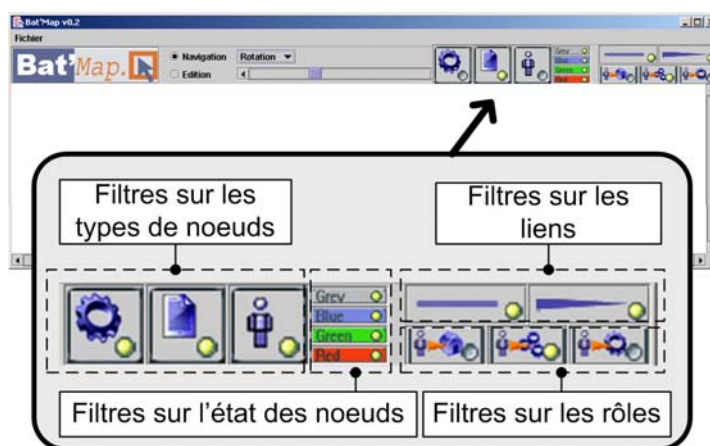 Bat'Map v0.2
Fichier
Bat'Map.
Navigation
Rotation
Edition
Grey
Blue
Green
Red
Filtres sur les
types de noeuds
Filtres sur les
liens
Grey
Blue
Green
Red
Filtres sur l'état des noeuds
Filtres sur les rôles